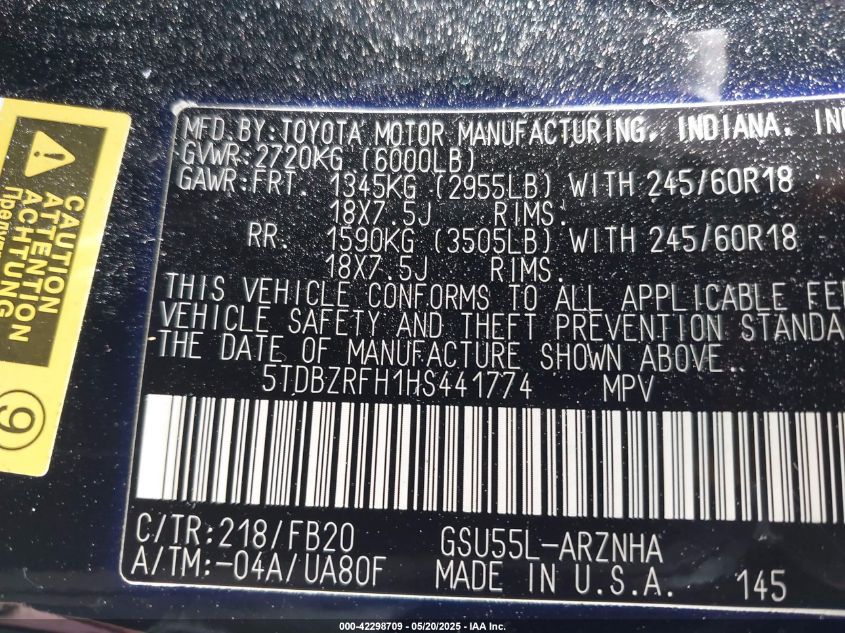 MFD.BY:TOYOTA MOTOR MANUFACTURING, INDIANA, INC
GVWR:2720KG (6000LB)
GAWR:FRT. 1345KG (2955LB) WITH 245/60R18
18X7.5J RIMS.
RR. 1590KG (3505LB) WITH 245/60R18
18X7.5J RIMS.
THIS VEHICLE CONFORMS TO ALL APPLICABLE
VEHICLE SAFETY AND THEFT PREVENTION STANDA
THE DATE OF MANUFACTURE SHOWN ABOVE.
5TDBZRFH1HS441774 MPV
C/TR:218/FB20 GSU55L-ARZNHA
A/TM:-04A/UA80F MADE IN U.S.A. 145
CAUTION
ATTENTION
ACHTUNG
9
000-42298709 - 05/20/2025 - IAA Inc.